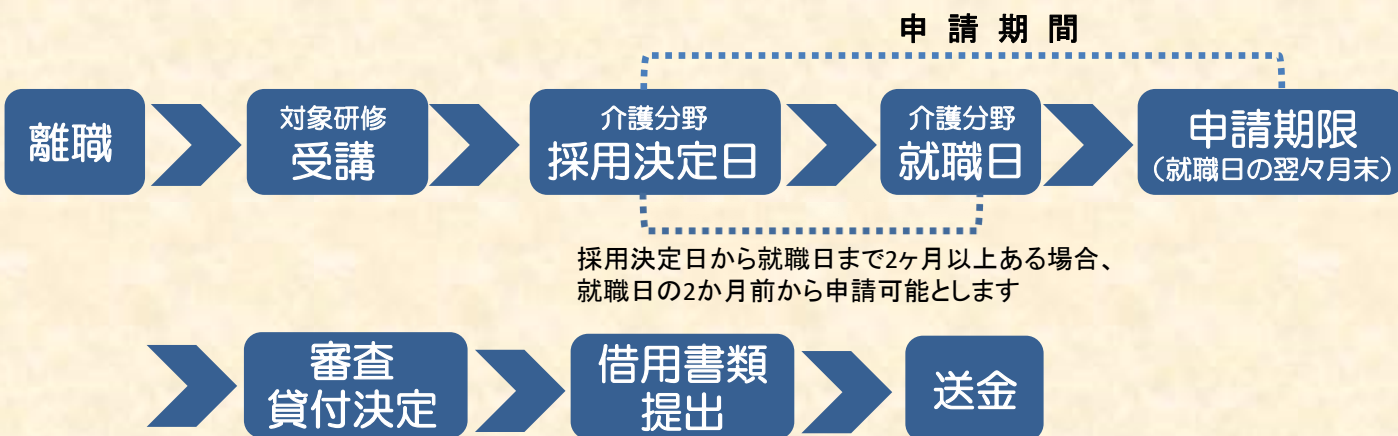 申請期間
離職
対象研修
受講
介護分野
採用決定日
介護分野
就職日
申請期限
（就職日の翌々月末）
採用決定日から就職日まで2ヶ月以上ある場合、
就職日の2か月前から申請可能とします
審査
貸付決定
借用書類
提出
送金